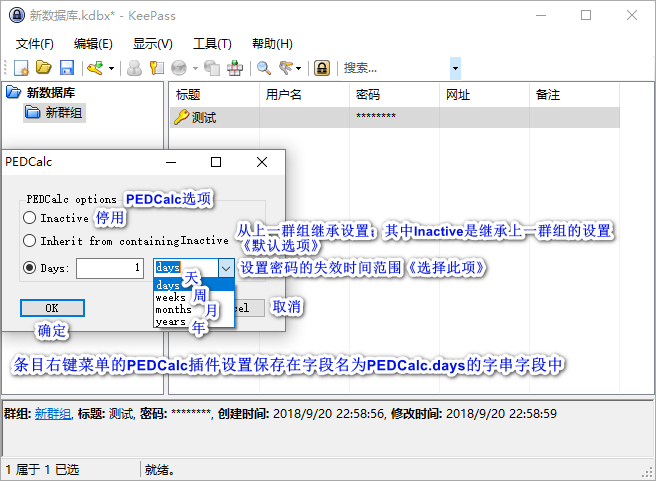 新数据库.kdbx* - KeePass
文件(F) 编辑(E) 显示(V) 工具(T) 帮助(H)
搜索...
新数据库
新群组
标题 用户名 密码 网址 备注
测试 ********
PEDCalc
PEDCalc options PEDCalc选项
Inactive 停用
Inherit from containing Inactive
从上一群组继承设置；其中Inactive是继承上一群组的设置
《默认选项》
Days: 1 days
设置密码的失效时间范围《选择此项》
days 天
weeks 周
months 月
years 年
OK
确定
cel 取消
条目右键菜单的PEDCalc插件设置保存在字段名为PEDCalc.days的字串字段中
群组: 新群组, 标题: 测试, 密码: ********, 创建时间: 2018/9/20 22:58:56, 修改时间: 2018/9/20 22:58:59
1 属于 1 已选 就绪。